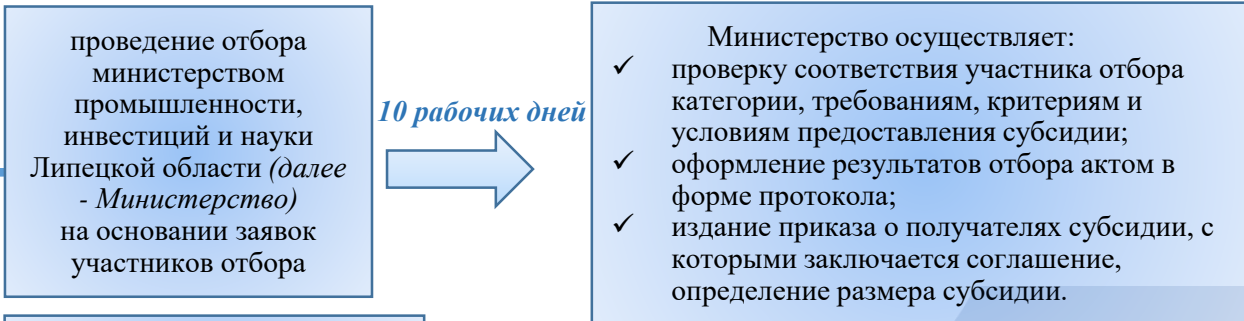 проведение отбора
министерством
промышленности,
инвестиций и науки
Липецкой области (далее
- Министерство)
на основании заявок
участников отбора
10 рабочих дней
Министерство осуществляет:
✓ проверку соответствия участника отбора
категории, требованиям, критериям и
условиям предоставления субсидии;
✓ оформление результатов отбора актом в
форме протокола;
✓ издание приказа о получателях субсидии, с
которыми заключается соглашение,
определение размера субсидии.